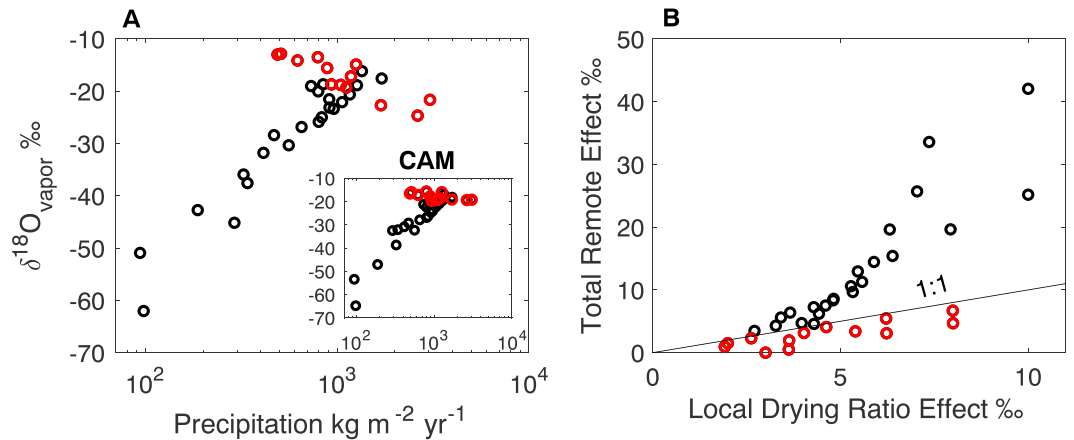 A
B
δ¹⁸Ovapor ‰
-10
-20
-30
-40
-50
-60
-70
10² 10³ 10⁴
Precipitation kg m⁻² yr⁻¹
CAM
-10
-20
-30
-40
-50
-60
-70
10² 10³ 10⁴
Total Remote Effect ‰
50
40
30
20
10
0
1:1
0 5 10
Local Drying Ratio Effect ‰